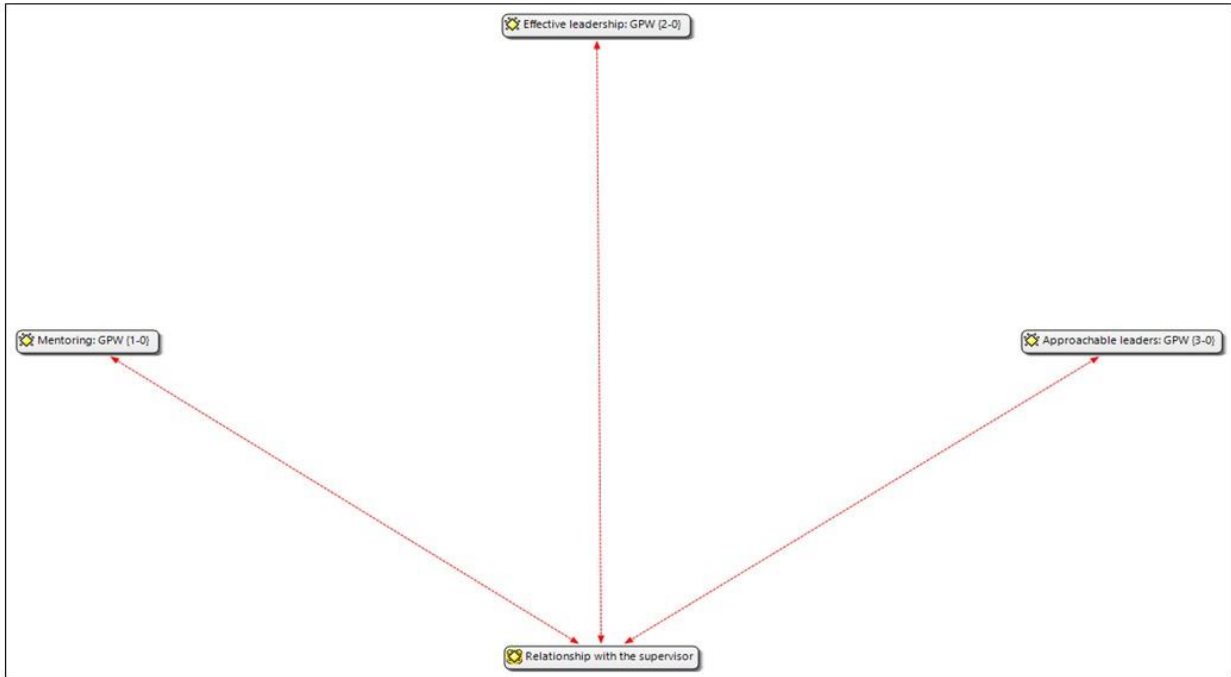 Effective leadership: GPW {2-0}
Mentoring: GPW {1-0}
Approachable leaders: GPW {3-0}
Relationship with the supervisor